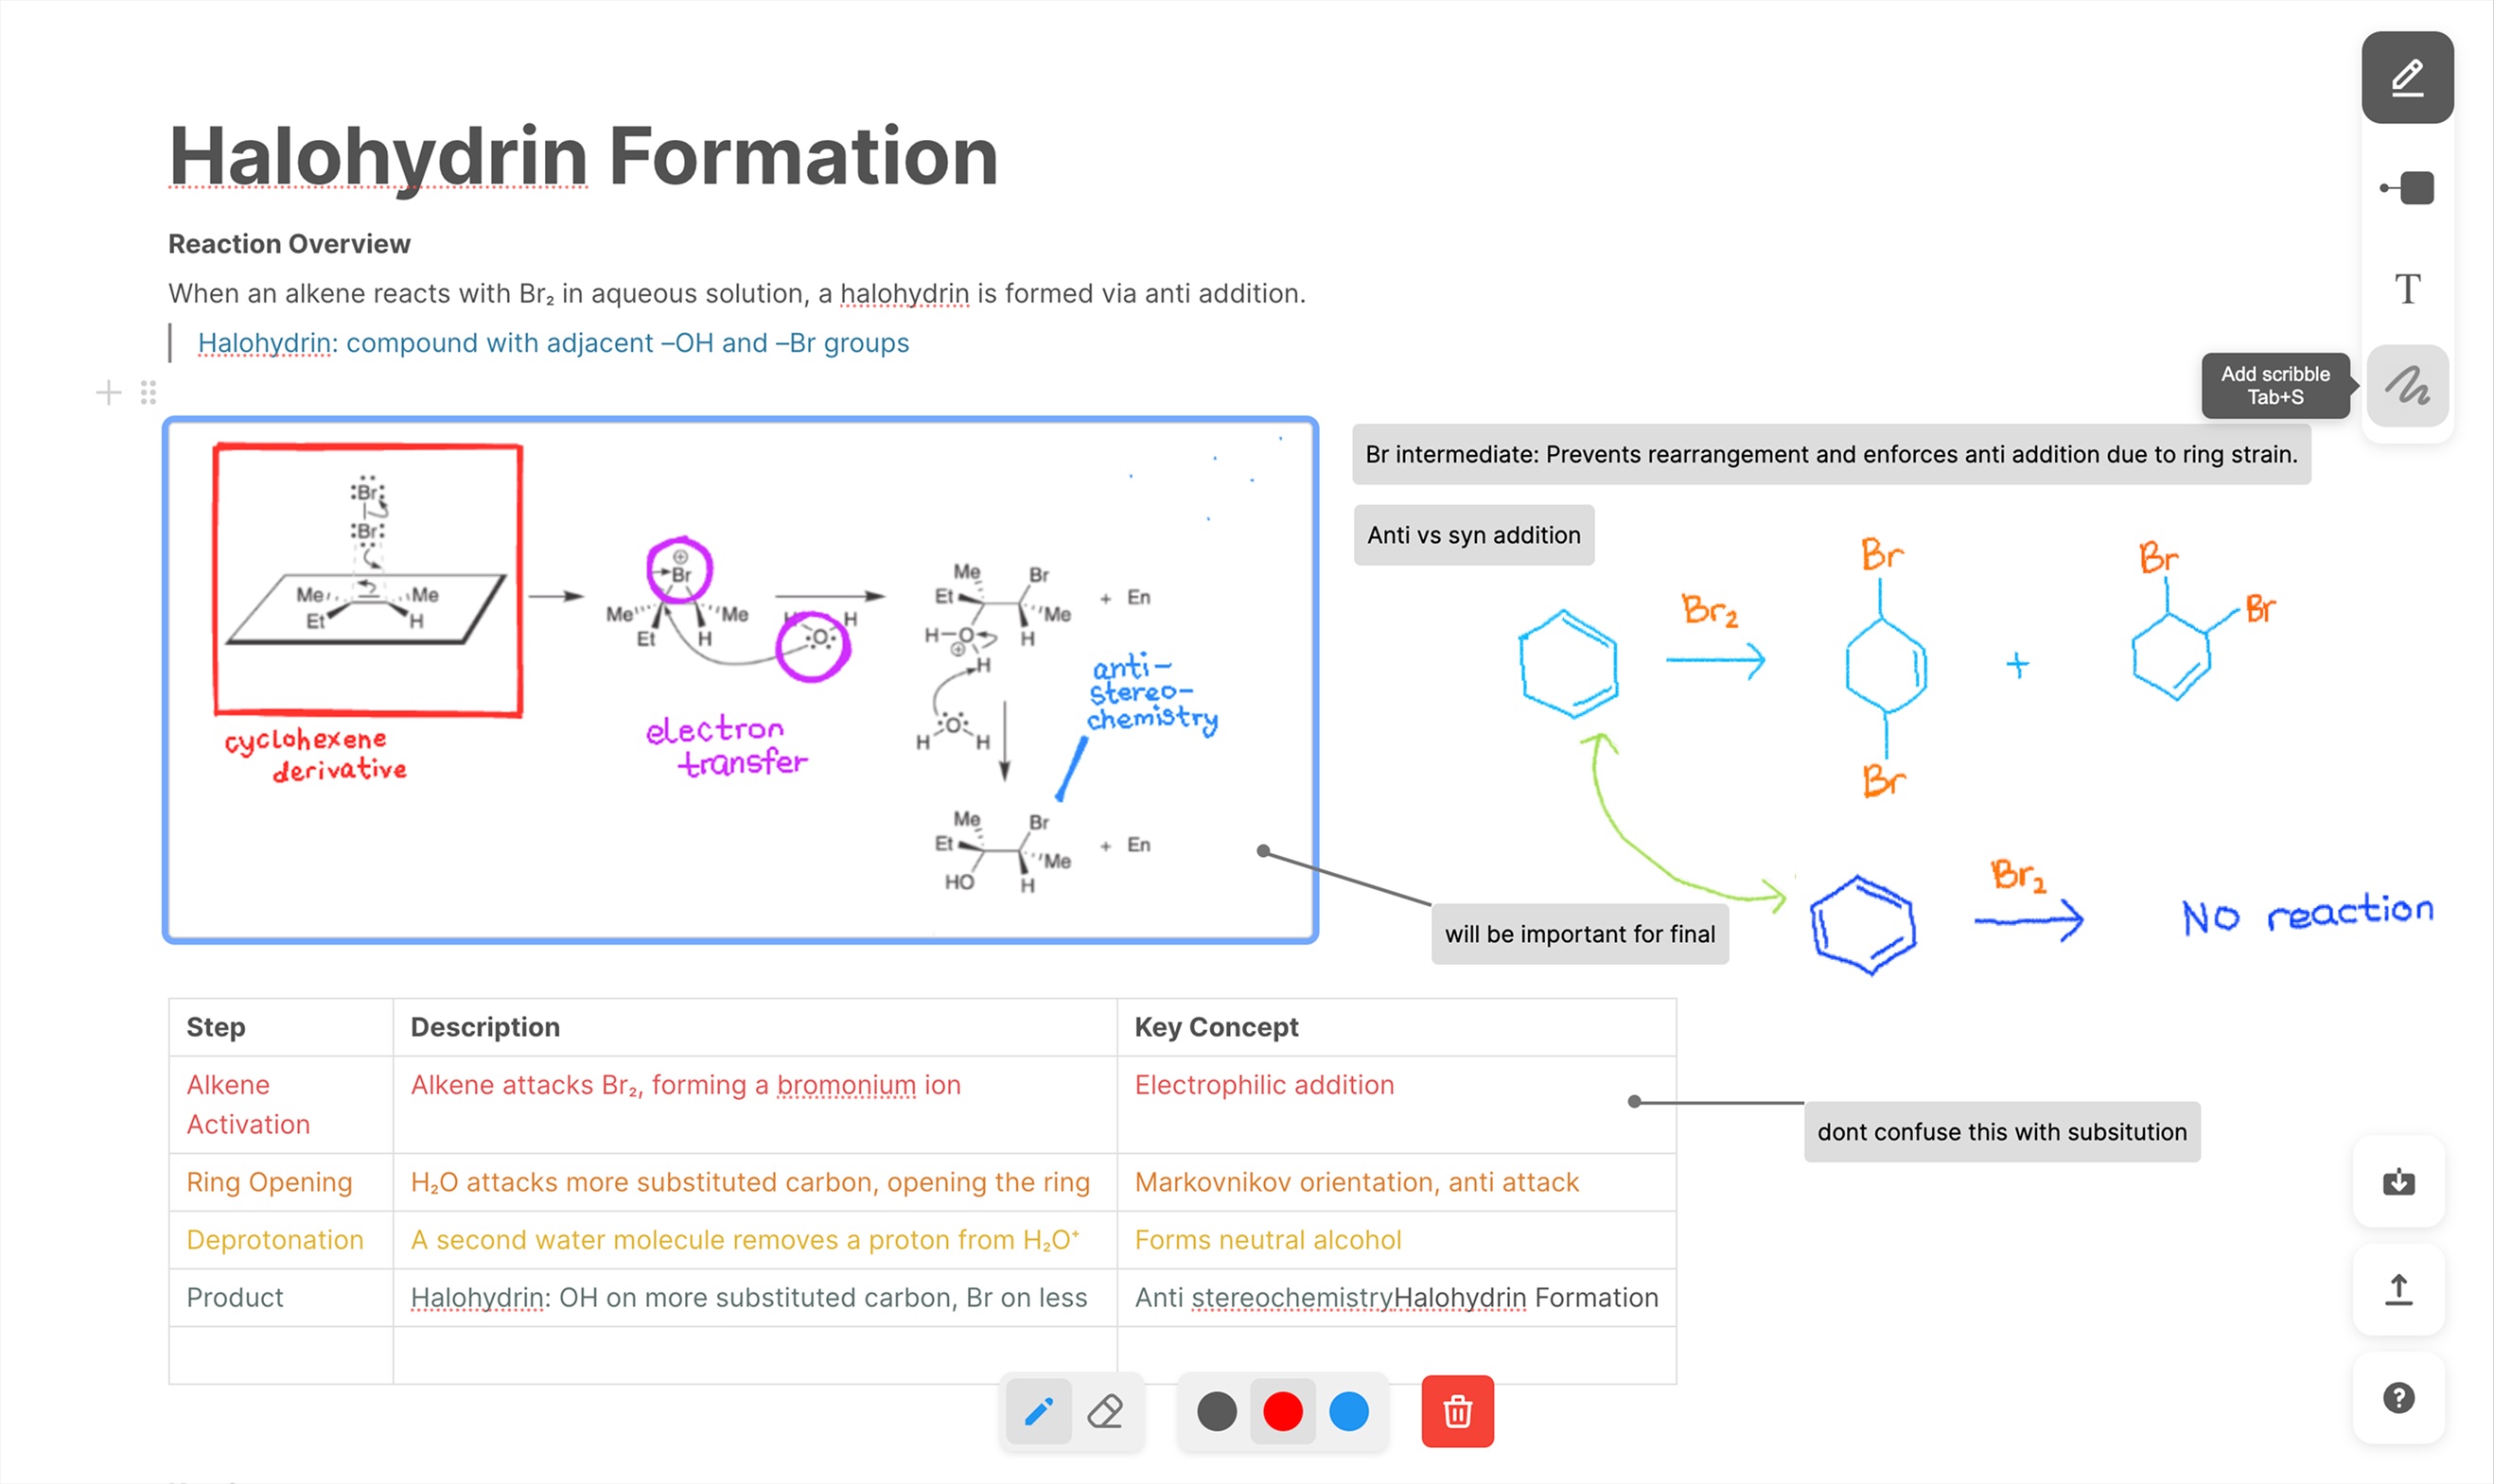 Halohydrin Formation
Reaction Overview
When an alkene reacts with Br₂ in aqueous solution, a halohydrin is formed via anti addition.
Halohydrin: compound with adjacent –OH and –Br groups
Add scribble
Tab+S
:Br:
:Br:
Me
Me
Et
H
cyclohexene
derivative
⊕
Br
Me
Me
Et
H
H
:O:
electron
transfer
Me
Br
Et
Me
H–O
H
⊕
H
+ En
:O:
H
H
anti-
stereo-
chemistry
Me
Br
Et
Me
HO
H
+ En
Br intermediate: Prevents rearrangement and enforces anti addition due to ring strain.
Anti vs syn addition
Br₂
Br
Br
+
Br
Br
Br₂
No reaction
will be important for final
Step Description Key Concept
Alkene
Activation
Alkene attacks Br₂, forming a bromonium ion
Electrophilic addition
dont confuse this with subsitution
Ring Opening H₂O attacks more substituted carbon, opening the ring Markovnikov orientation, anti attack
Deprotonation A second water molecule removes a proton from H₂O⁺ Forms neutral alcohol
Product Halohydrin: OH on more substituted carbon, Br on less Anti stereochemistryHalohydrin Formation
T
?